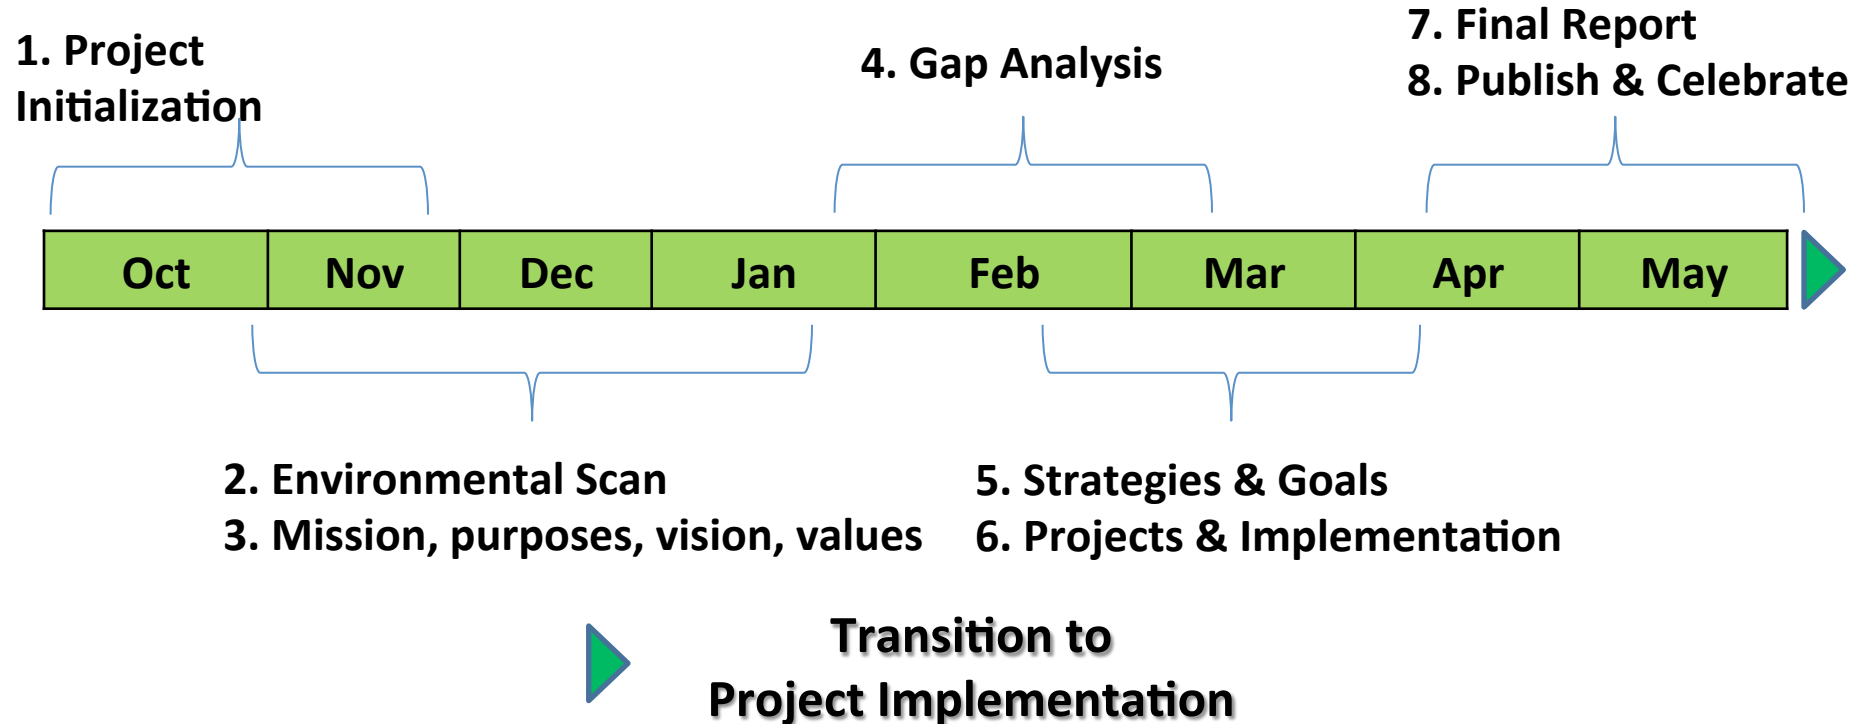 1. Project
Initialization
4. Gap Analysis
7. Final Report
8. Publish & Celebrate
Oct Nov Dec Jan Feb Mar Apr May
2. Environmental Scan
3. Mission, purposes, vision, values
5. Strategies & Goals
6. Projects & Implementation
Transition to
Project Implementation